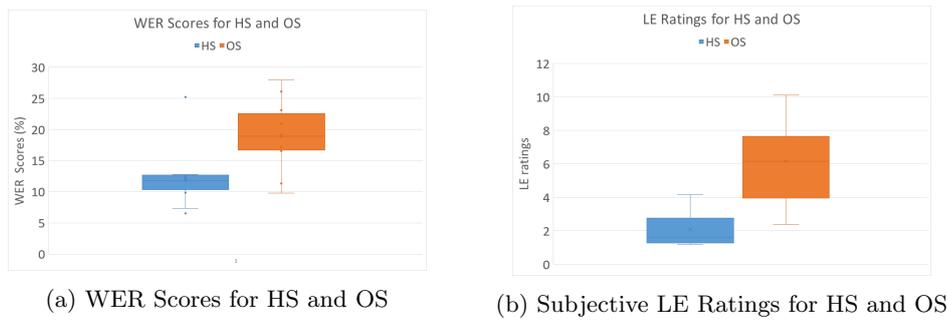 WER Scores for HS and OS
HS OS
30
25
20
15
10
5
0
WER Scores (%)
1
(a) WER Scores for HS and OS
LE Ratings for HS and OS
HS OS
12
10
8
6
4
2
0
LE ratings
(b) Subjective LE Ratings for HS and OS